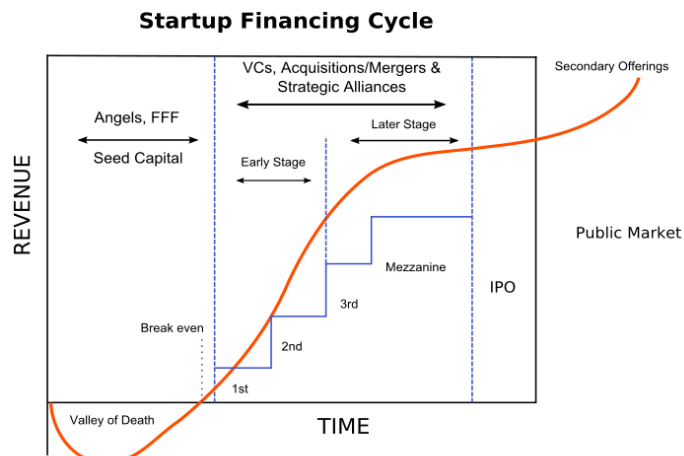 Startup Financing Cycle
VCs, Acquisitions/Mergers &
Strategic Alliances
Secondary Offerings
Angels, FFF
Seed Capital
Later Stage
Early Stage
REVENUE
Public Market
Mezzanine
IPO
3rd
Break even
2nd
1st
Valley of Death
TIME